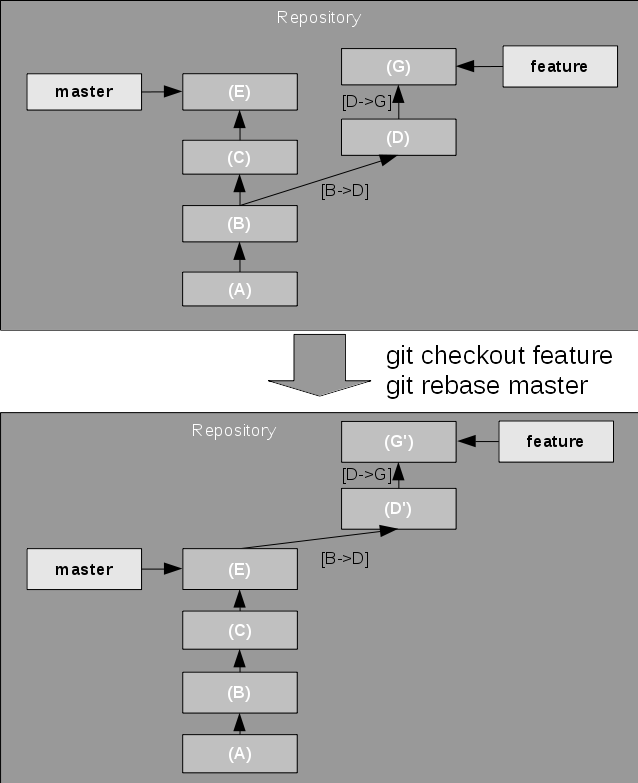 Repository
(G)
feature
master
(E)
[D->G]
(D)
(C)
[B->D]
(B)
(A)
git checkout feature
git rebase master
Repository
(G')
feature
[D->G]
(D')
master
(E)
[B->D]
(C)
(B)
(A)